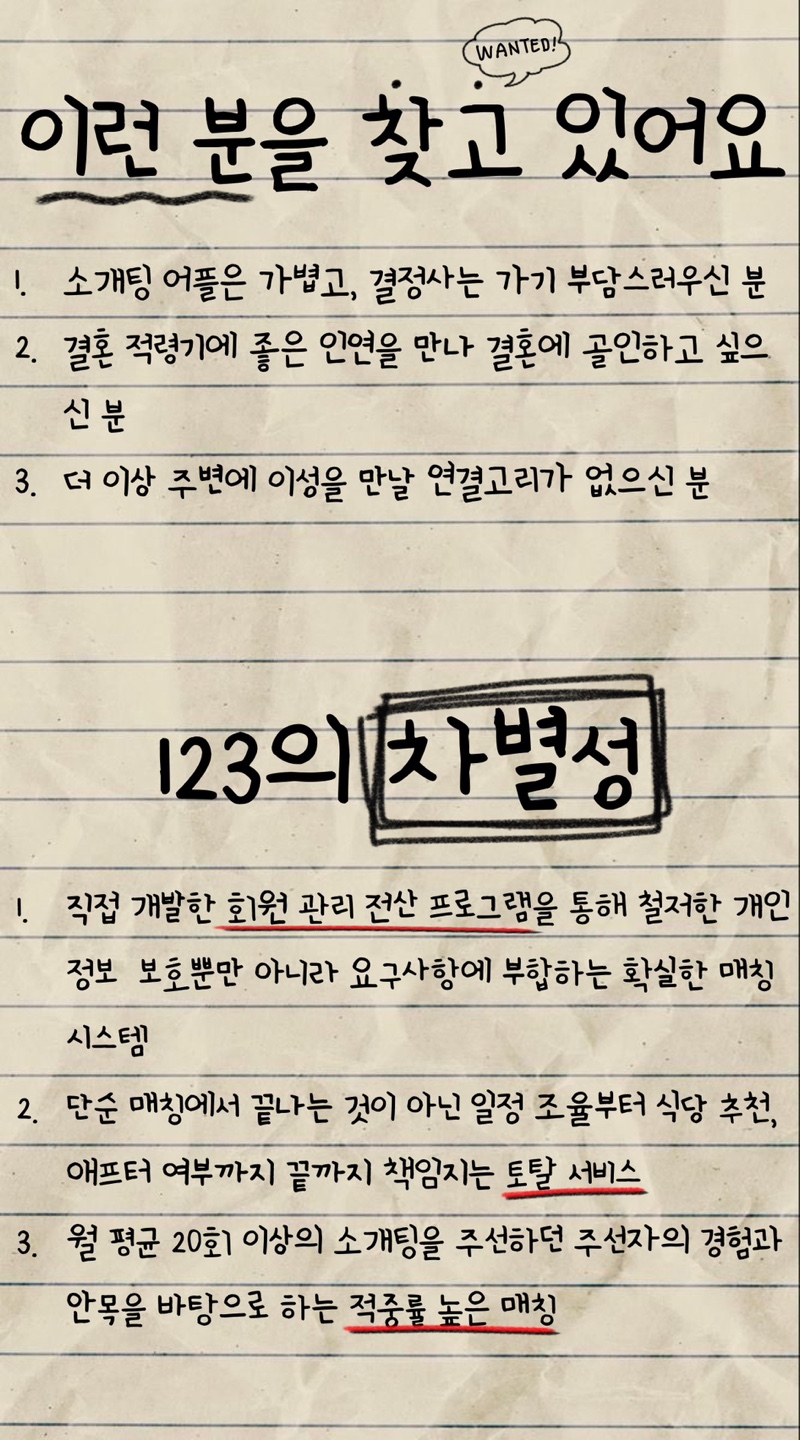 WANTED!
이런 분을 찾고 있어요
1. 소개팅 어플은 가볍고, 결정사는 가기 부담스러우신 분
2. 결혼 적령기에 좋은 인연을 만나 결혼에 골인하고 싶으
신 분
3. 더 이상 주변에 이성을 만날 연결고리가 없으신 분
123의 차별성
1. 직접 개발한 회원 관리 전산 프로그램을 통해 철저한 개인
정보 보호뿐만 아니라 요구사항에 부합하는 확실한 매칭
시스템
2. 단순 매칭에서 끝나는 것이 아닌 일정 조율부터 식당 추천,
애프터 여부까지 끝까지 책임지는 토탈 서비스
3. 월 평균 20회 이상의 소개팅을 주선하던 주선자의 경험과
안목을 바탕으로 하는 적중률 높은 매칭